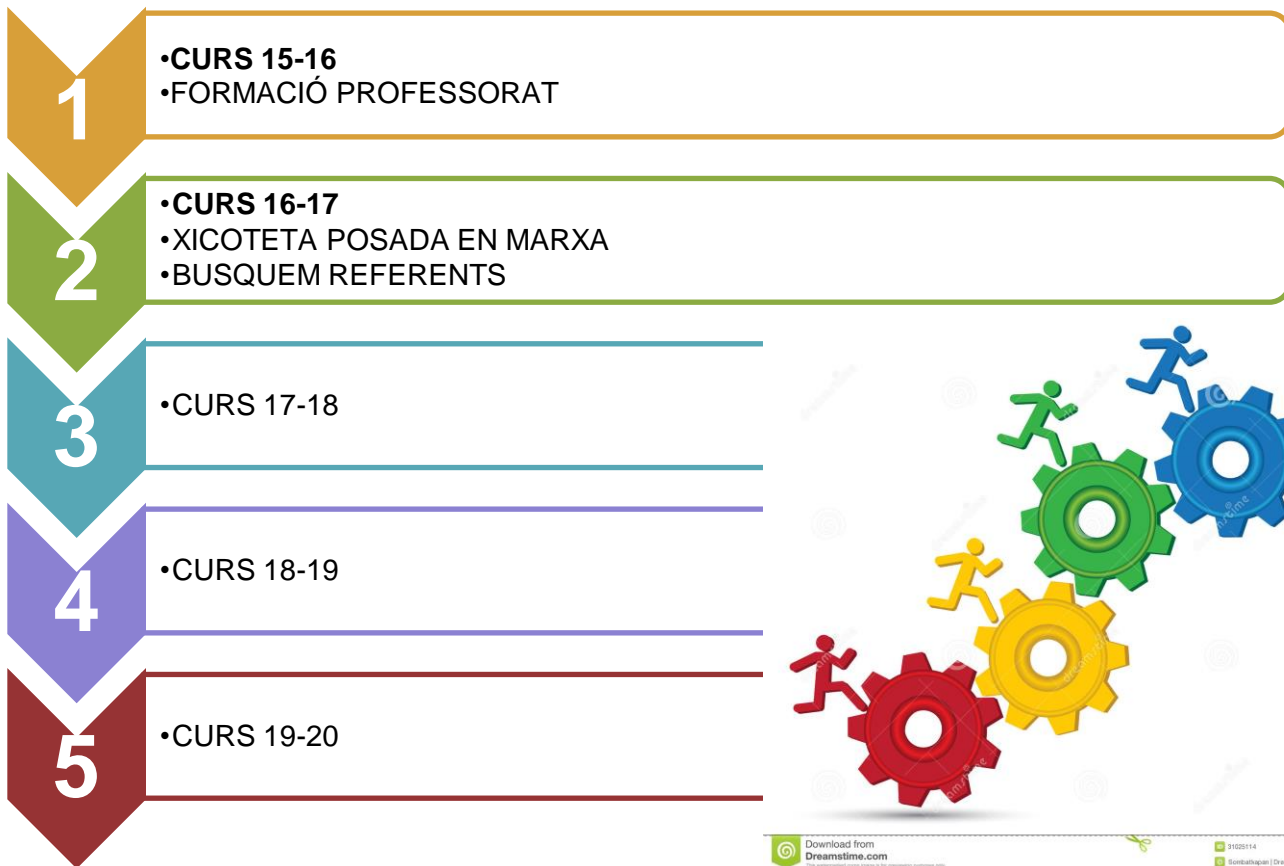 1
•CURS 15-16
•FORMACIÓ PROFESSORAT
2
•CURS 16-17
•XICOTETA POSADA EN MARXA
•BUSQUEM REFERENTS
3
•CURS 17-18
4
•CURS 18-19
5
•CURS 19-20
Download from
Dreamstime.com
31025114